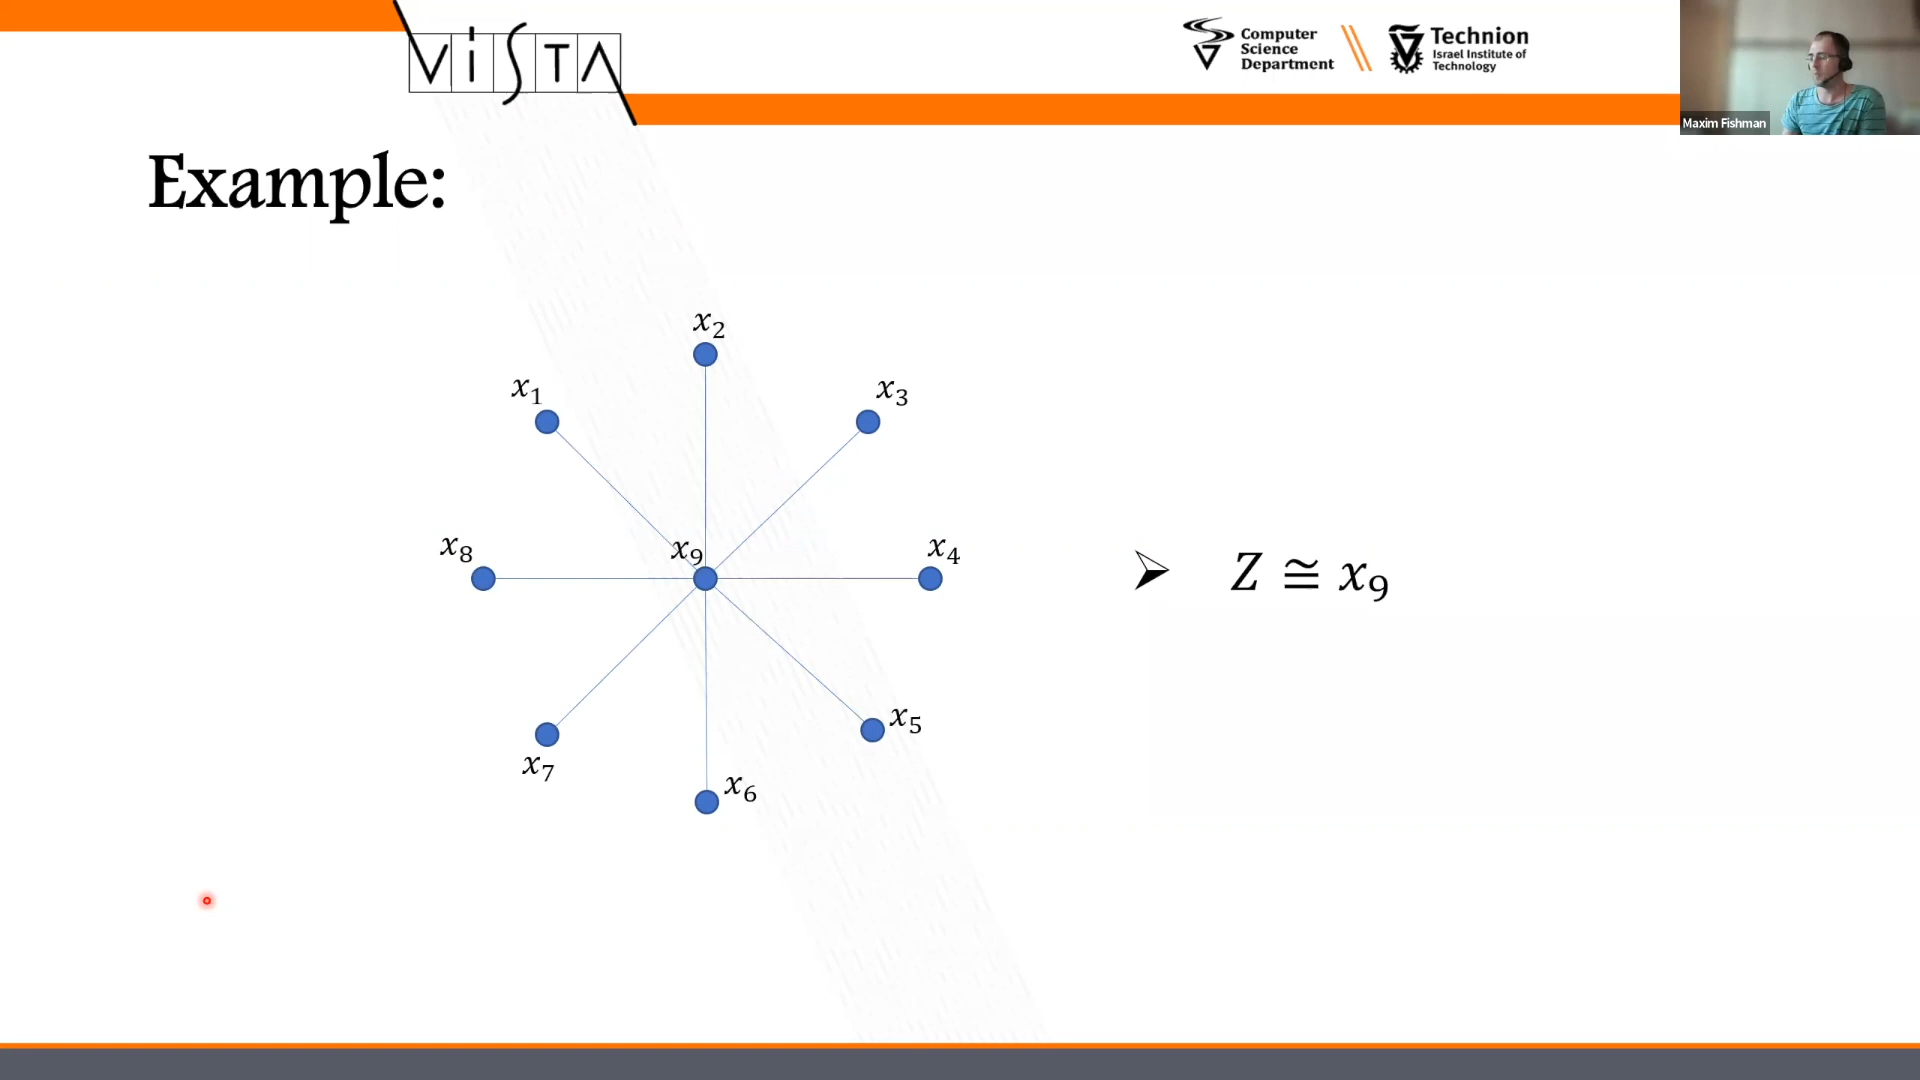 ViSTA
Computer
Science
Department
Technion
Israel Institute of
Technology
Maxim Fishman
Example:
x₂
x₁
x₃
x₈
x₉
x₄
➢ Z ≅ x₉
x₅
x₇
x₆